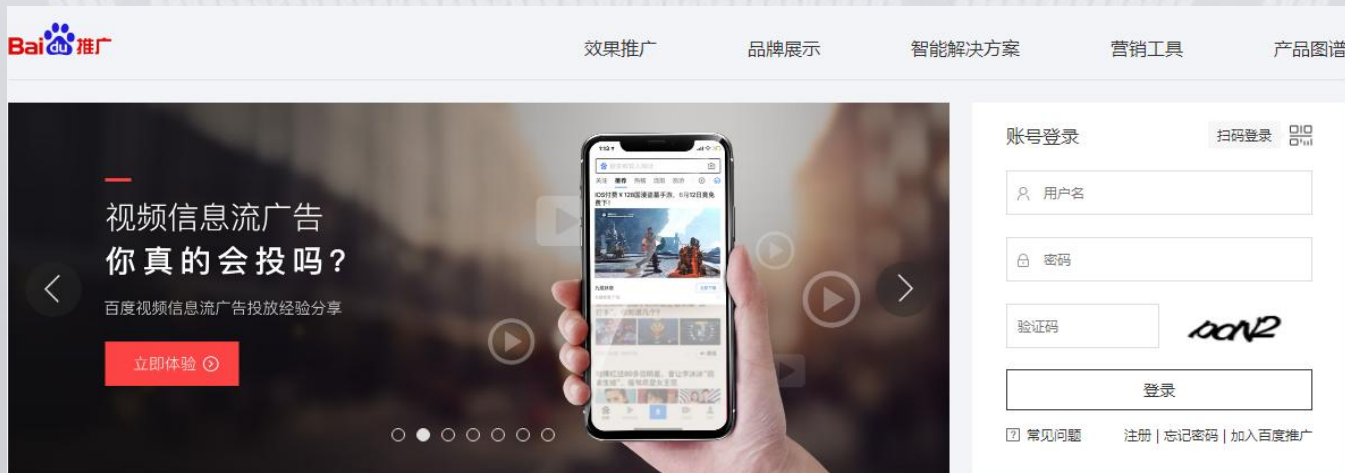 Baidu推广
效果推广
品牌展示
智能解决方案
营销工具
产品图谱
视频信息流广告
你真的会投吗?
百度视频信息流广告投放经验分享
立即体验
推荐
账号登录
扫码登录
用户名
密码
验证码
登录
常见问题
注册 | 忘记密码 | 加入百度推广